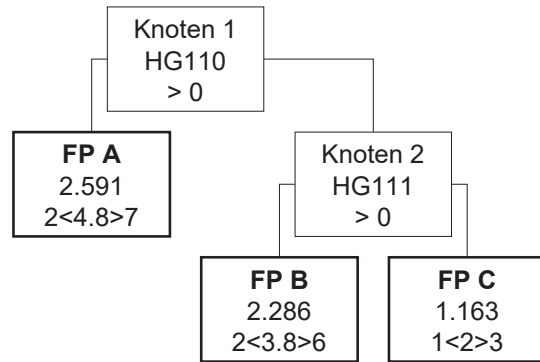 Knoten 1
HG110
> 0
FP A
2.591
2<4.8>7
Knoten 2
HG111
> 0
FP B
2.286
2<3.8>6
FP C
1.163
1<2>3